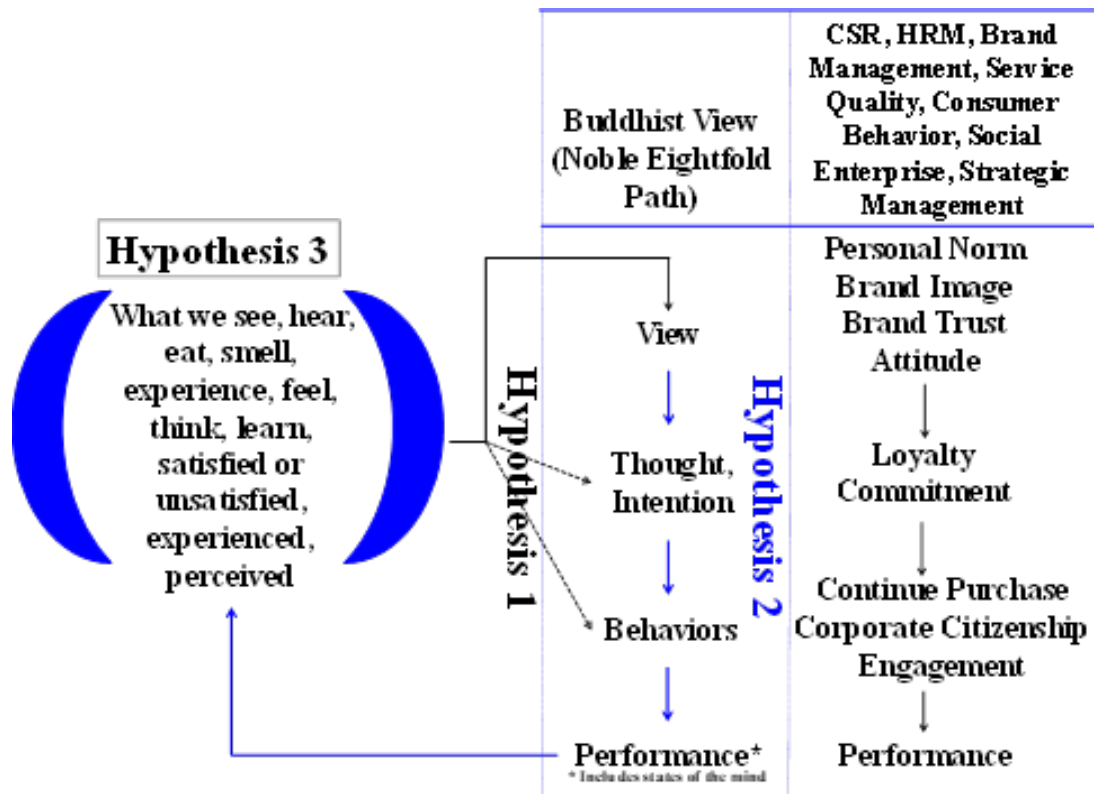 Buddhist View
(Noble Eightfold
Path)
CSR, HRM, Brand
Management, Service
Quality, Consumer
Behavior, Social
Enterprise, Strategic
Management
Hypothesis 3
What we see, hear,
eat, smell,
experience, feel,
think, learn,
satisfied or
unsatisfied,
experienced,
perceived
Hypothesis 1
View
Thought,
Intention
Behaviors
Performance*
* Includes states of the mind
Hypothesis 2
Personal Norm
Brand Image
Brand Trust
Attitude
Loyalty
Commitment
Continue Purchase
Corporate Citizenship
Engagement
Performance